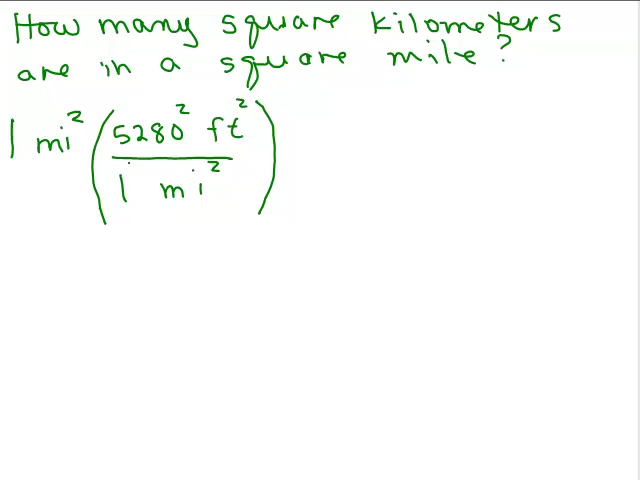 How many square kilometers
are in a square mile?
1 mi² (5280² ft²
1 mi²)